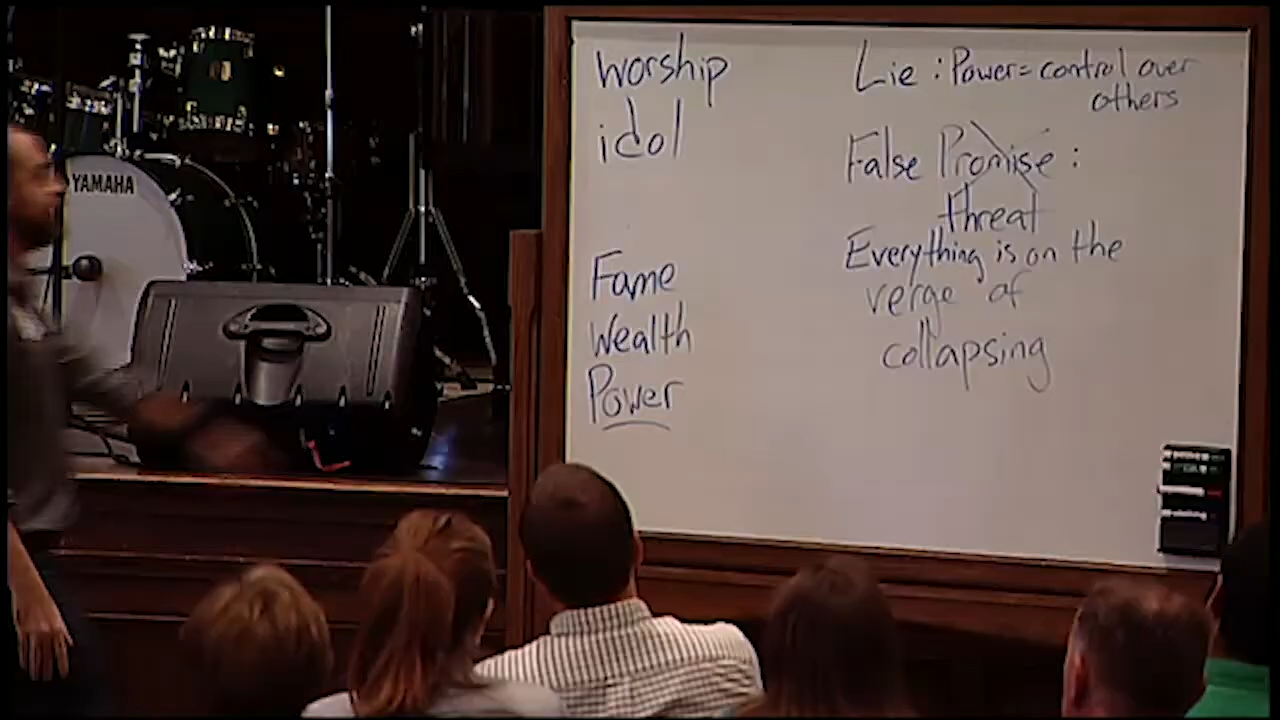 YAMAHA
worship
idol
Fame
Wealth
Power
Lie : Power = control over
others
False Promise :
threat
Everything is on the
verge of
collapsing